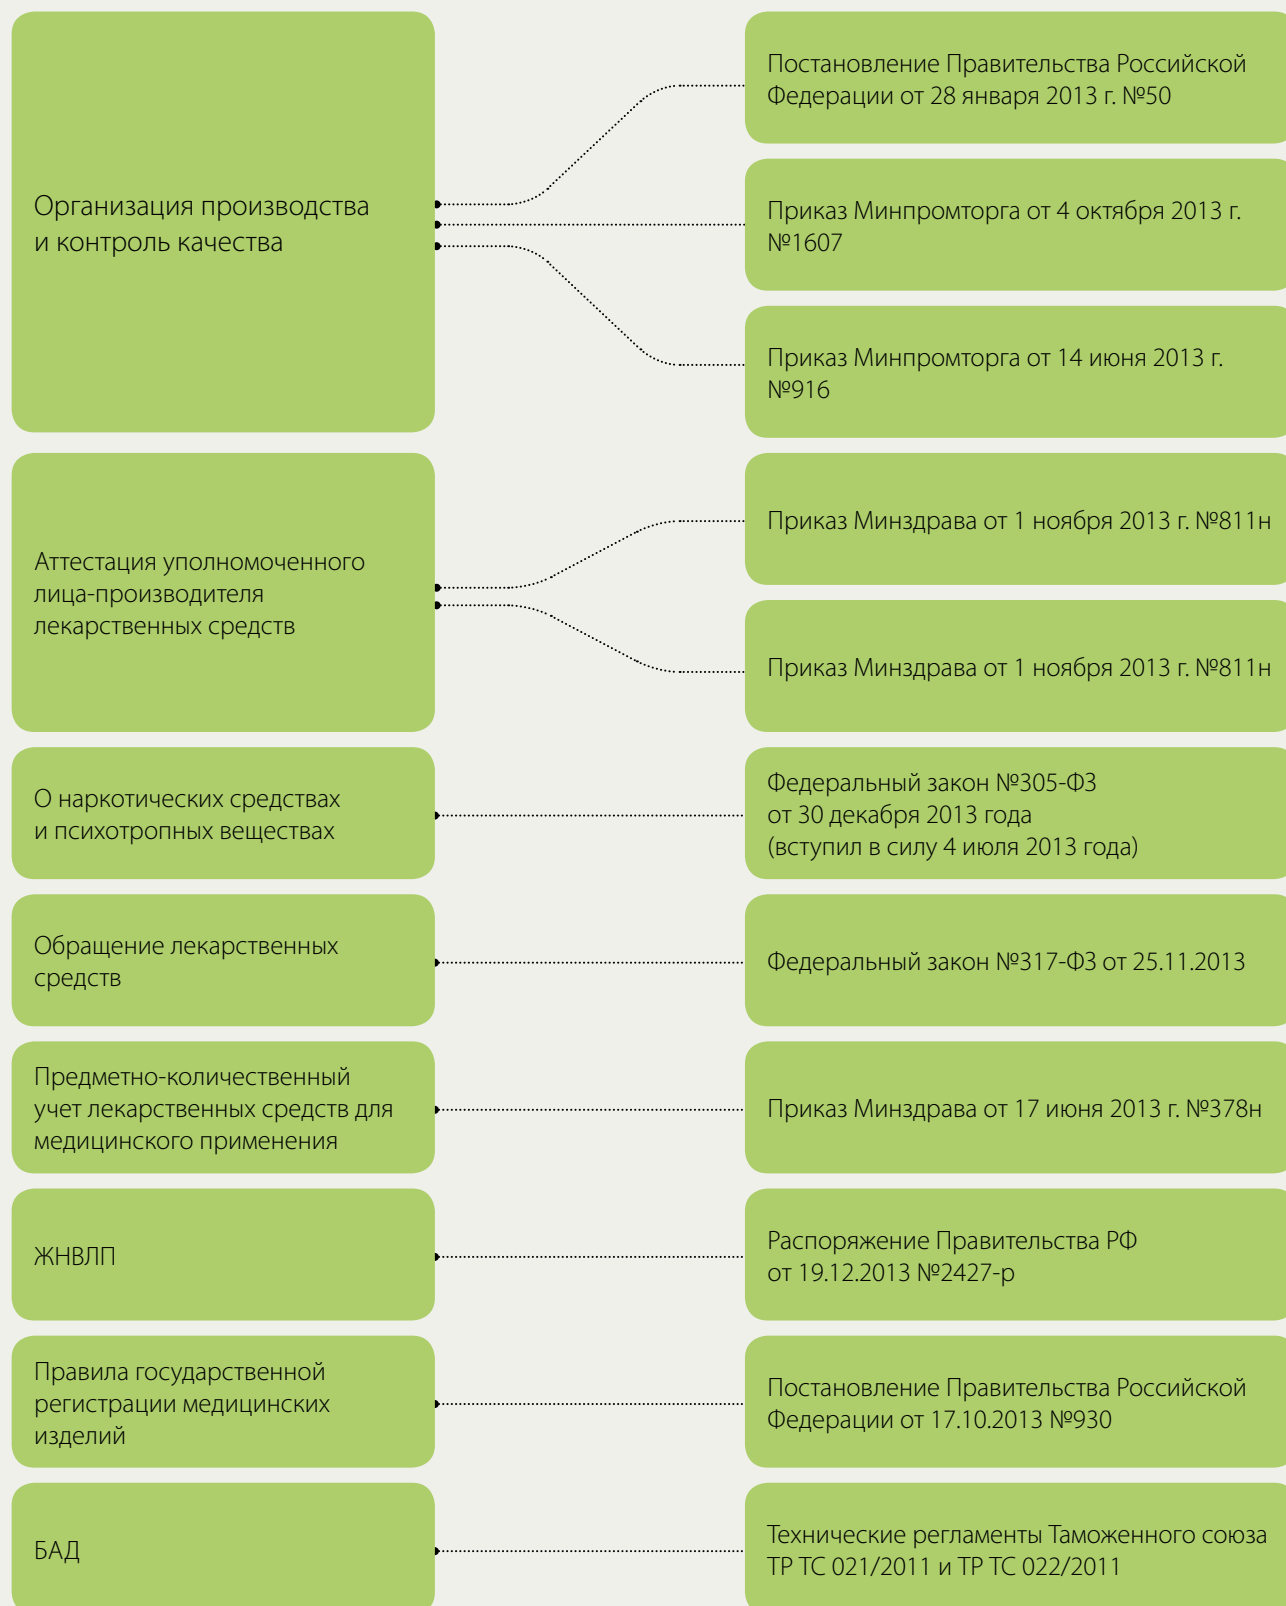 Организация производства
и контроль качества
Постановление Правительства Российской
Федерации от 28 января 2013 г. №50
Приказ Минпромторга от 4 октября 2013 г.
№1607
Приказ Минпромторга от 14 июня 2013 г.
№916
Аттестация уполномоченного
лица-производителя
лекарственных средств
Приказ Минздрава от 1 ноября 2013 г. №811н
Приказ Минздрава от 1 ноября 2013 г. №811н
О наркотических средствах
и психотропных веществах
Федеральный закон №305-ФЗ
от 30 декабря 2013 года
(вступил в силу 4 июля 2013 года)
Обращение лекарственных
средств
Федеральный закон №317-ФЗ от 25.11.2013
Предметно-количественный
учет лекарственных средств для
медицинского применения
Приказ Минздрава от 17 июня 2013 г. №378н
ЖНВЛП
Распоряжение Правительства РФ
от 19.12.2013 №2427-р
Правила государственной
регистрации медицинских
изделий
Постановление Правительства Российской
Федерации от 17.10.2013 №930
БАД
Технические регламенты Таможенного союза
ТР ТС 021/2011 и ТР ТС 022/2011